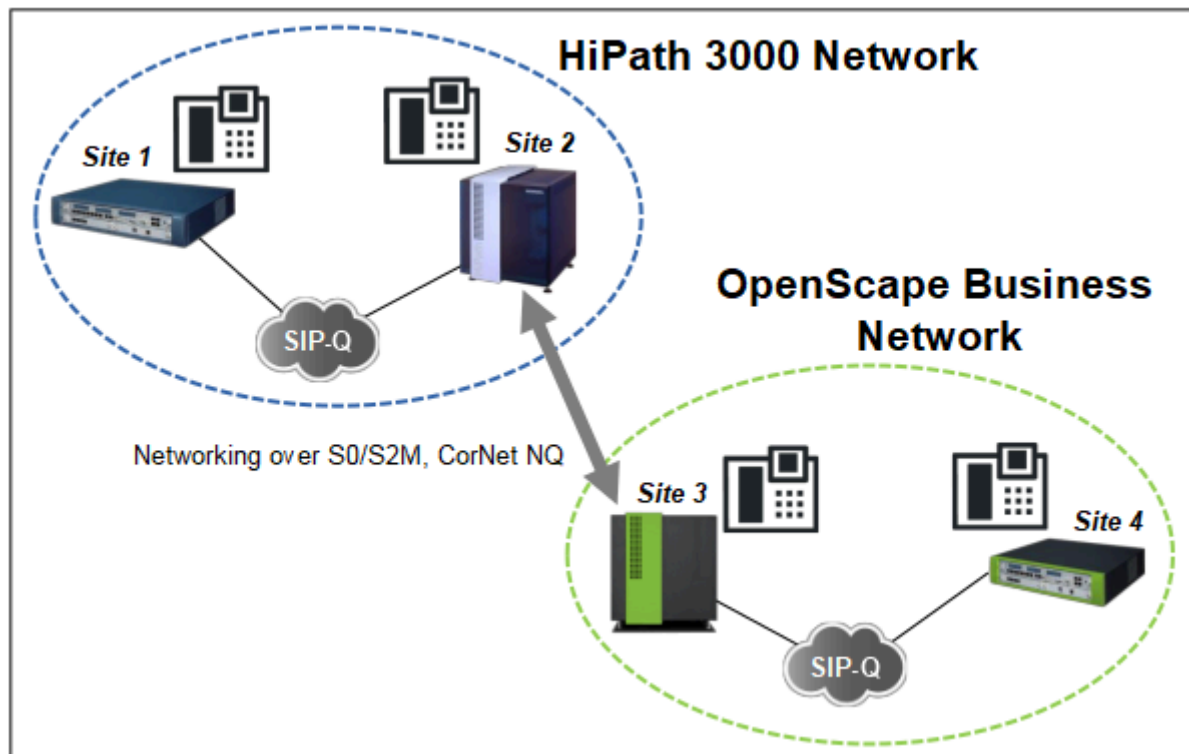 HiPath 3000 Network
Site 1
Site 2
SIP-Q
OpenScape Business
Network
Networking over S0/S2M, CorNet NQ
Site 3
Site 4
SIP-Q